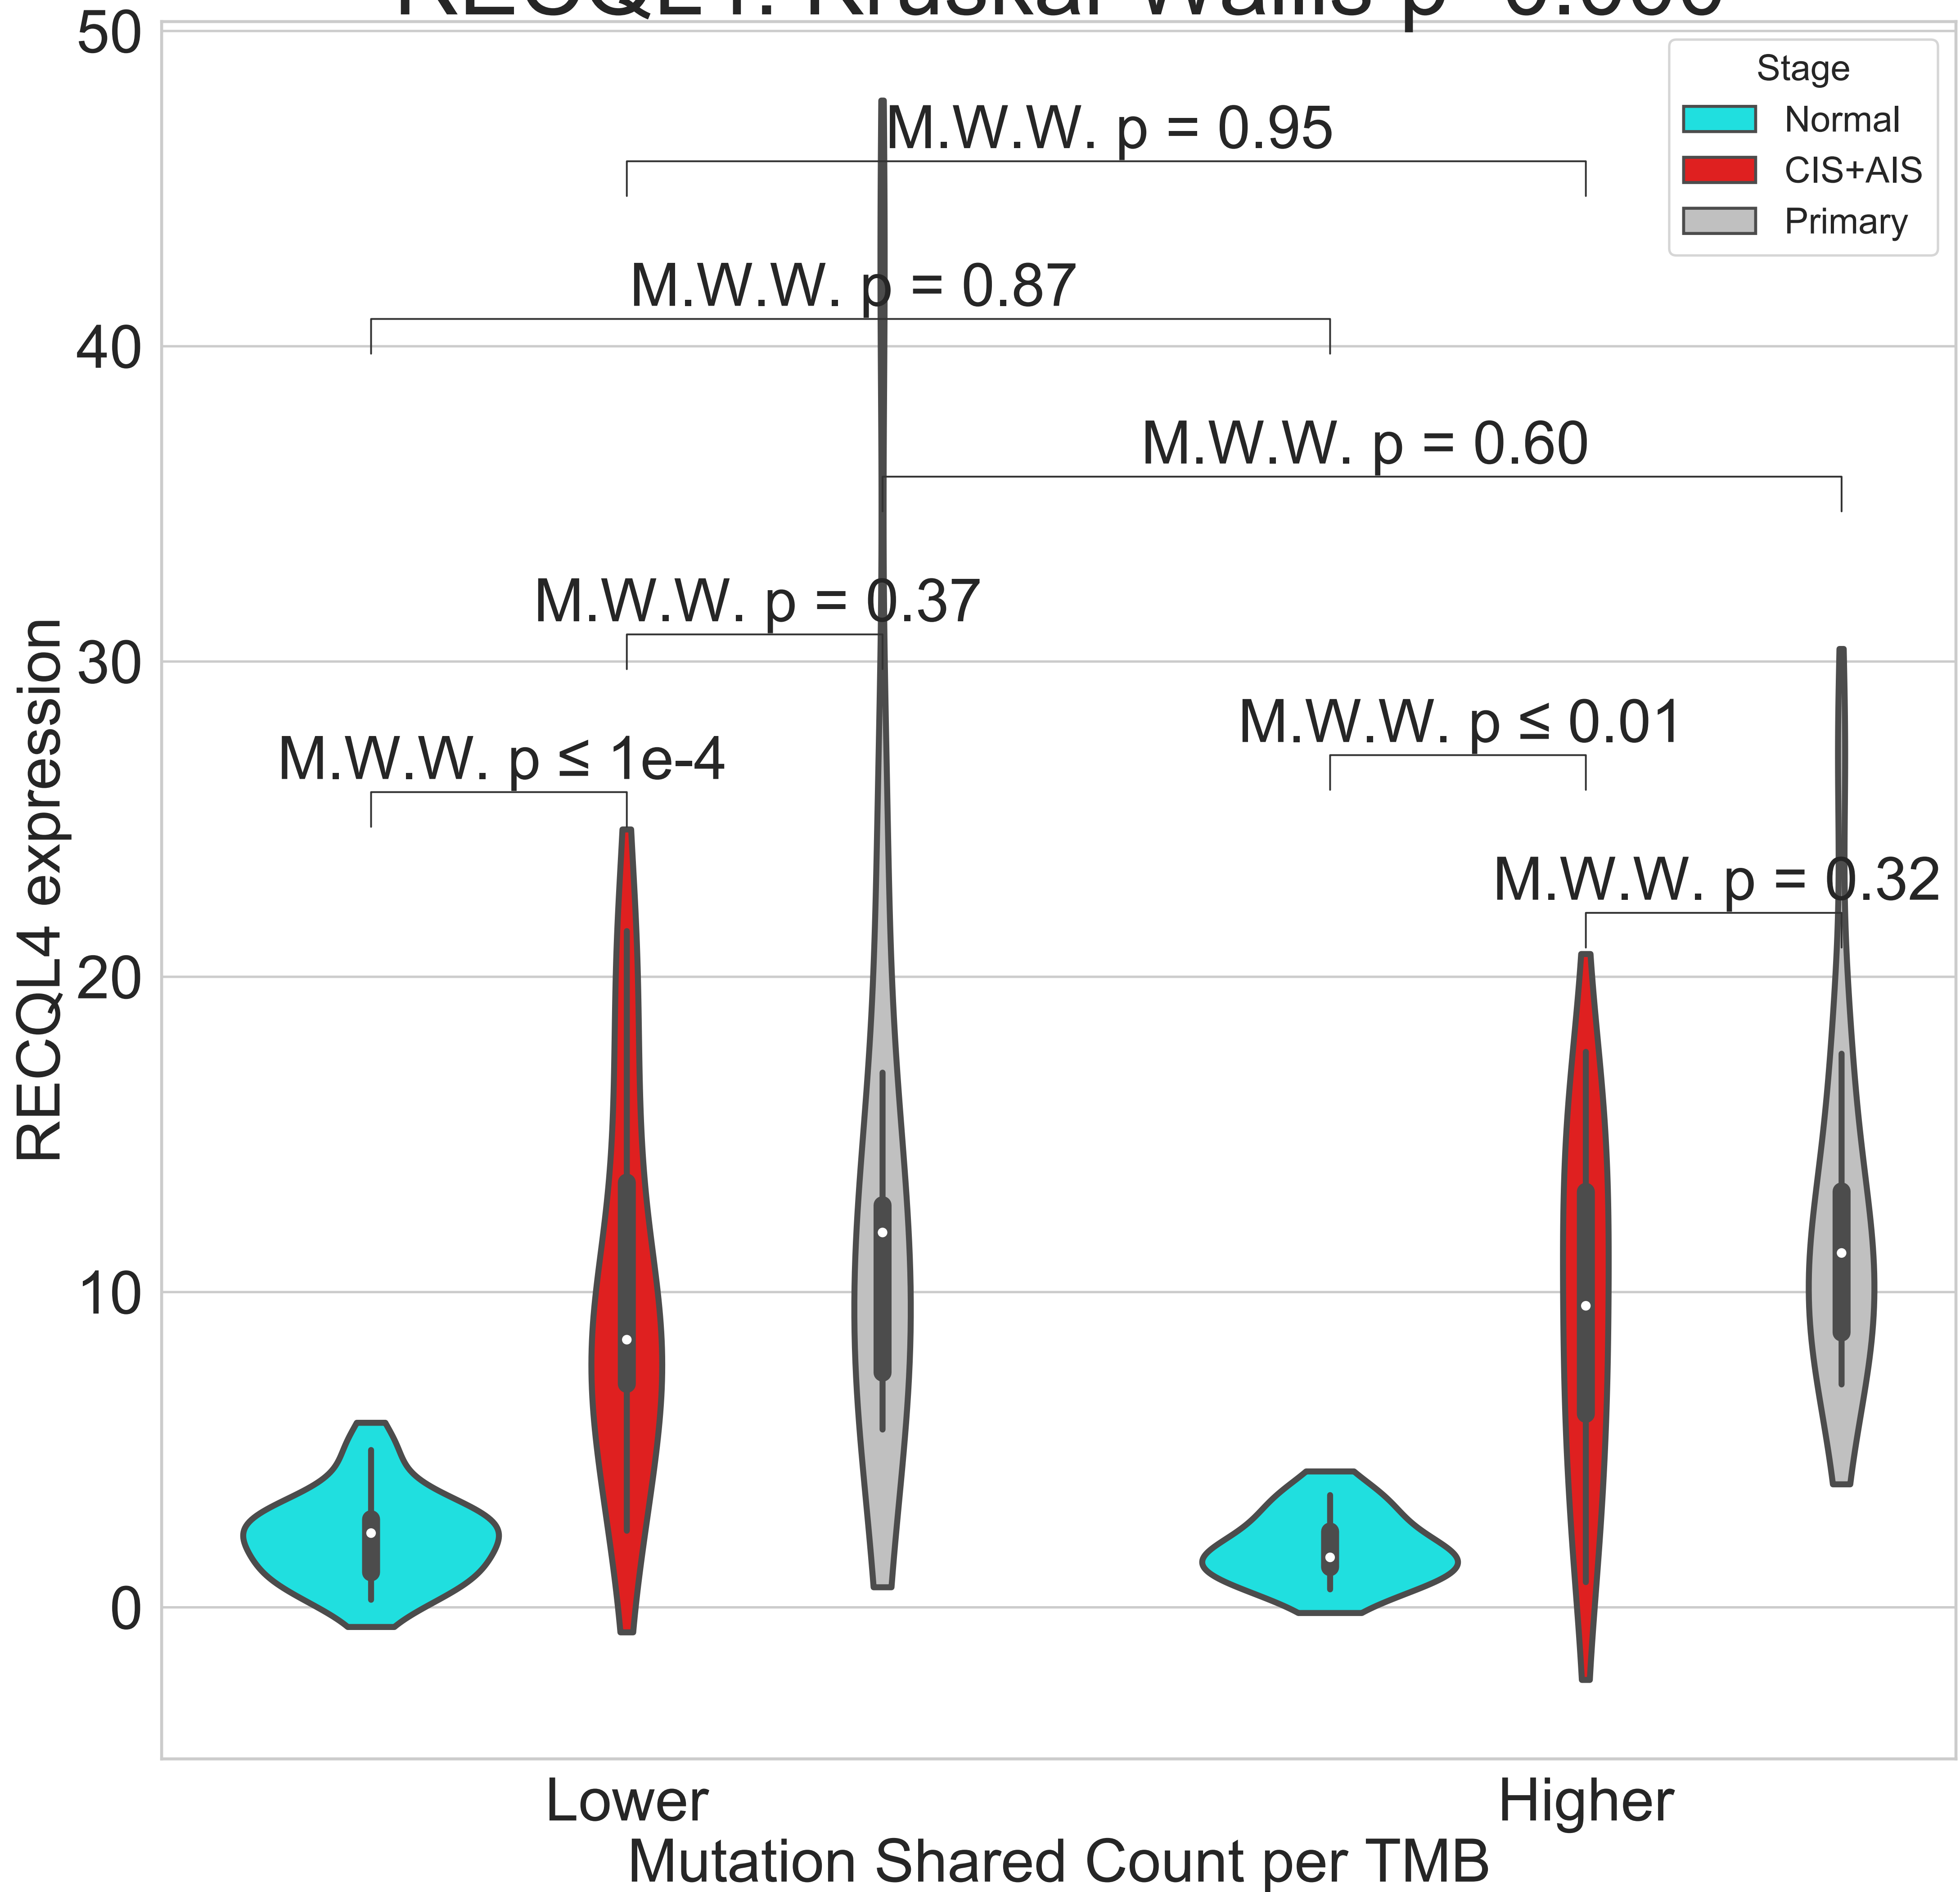 50
Stage
Normal
CIS+AIS
Primary
M.W.W. p = 0.95
M.W.W. p = 0.87
40
M.W.W. p = 0.60
M.W.W. p = 0.37
30
M.W.W. p ≤ 0.01
M.W.W. p ≤ 1e-4
M.W.W. p = 0.32
20
RECQL4 expression
10
0
Lower
Higher
Mutation Shared Count per TMB